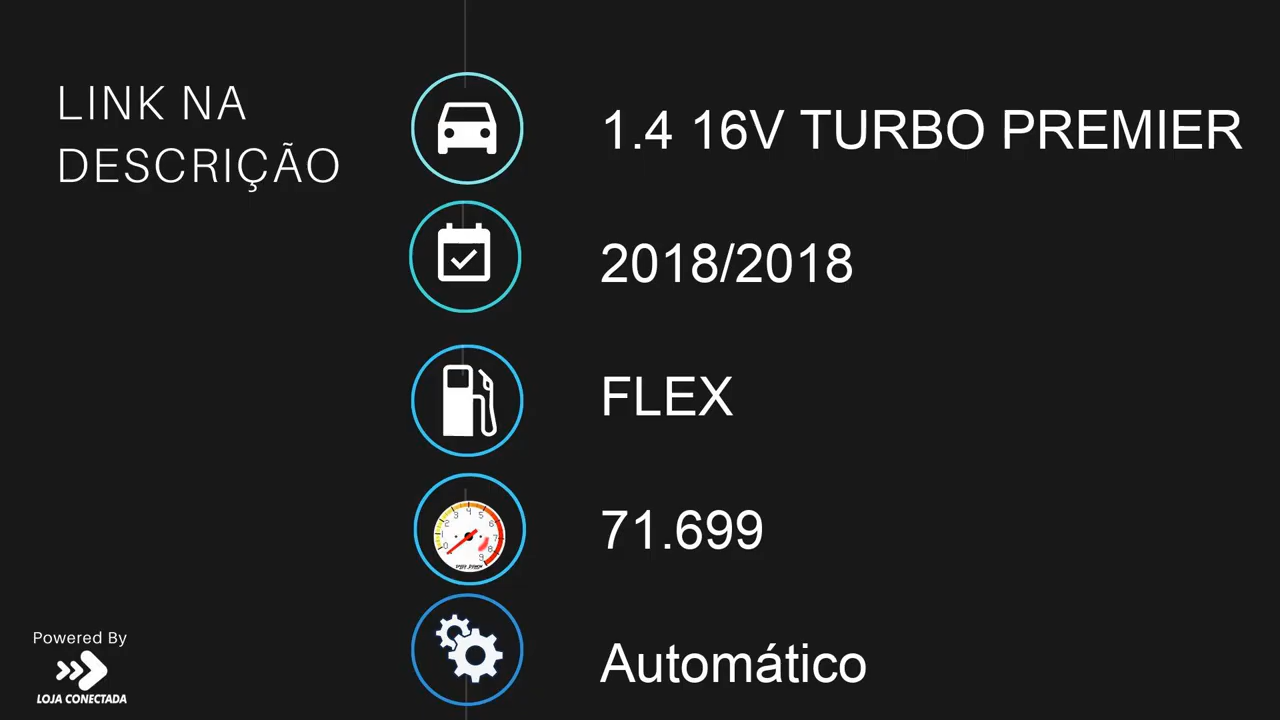 LINK NA
DESCRIÇÃO
1.4 16V TURBO PREMIER
2018/2018
FLEX
71.699
Automático
Powered By
LOJA CONECTADA